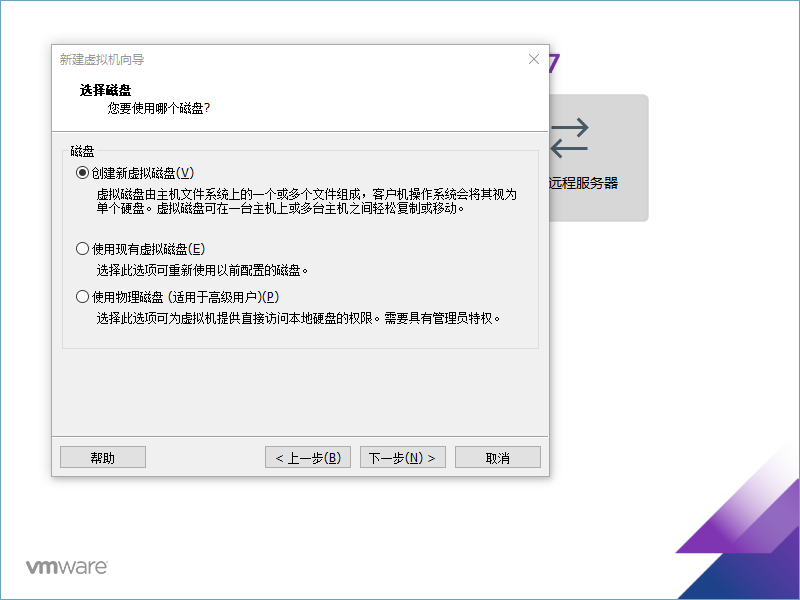 新建虚拟机向导
7
选择磁盘
您要使用哪个磁盘?
磁盘
创建新虚拟磁盘(V)
虚拟磁盘由主机文件系统上的一个或多个文件组成，客户机操作系统会将其视为
单个硬盘。虚拟磁盘可在一台主机上或多台主机之间轻松复制或移动。
远程服务器
使用现有虚拟磁盘(E)
选择此选项可重新使用以前配置的磁盘。
使用物理磁盘 (适用于高级用户)(P)
选择此选项可为虚拟机提供直接访问本地硬盘的权限。需要具有管理员特权。
帮助
< 上一步(B)
下一步(N) >
取消
vmware